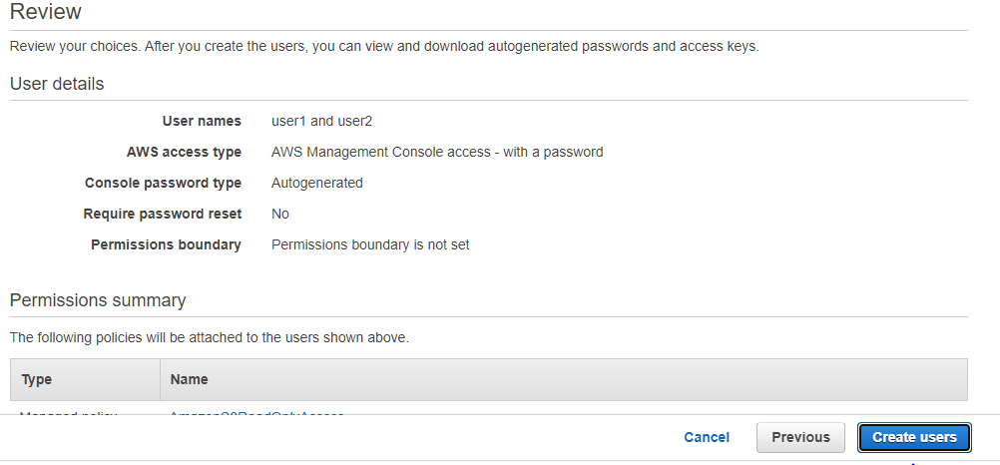 Review
Review your choices. After you create the users, you can view and download autogenerated passwords and access keys.
User details
User names user1 and user2
AWS access type AWS Management Console access - with a password
Console password type Autogenerated
Require password reset No
Permissions boundary Permissions boundary is not set
Permissions summary
The following policies will be attached to the users shown above.
Type Name
Managed policy AmazonS3ReadOnlyAccess
Cancel Previous Create users